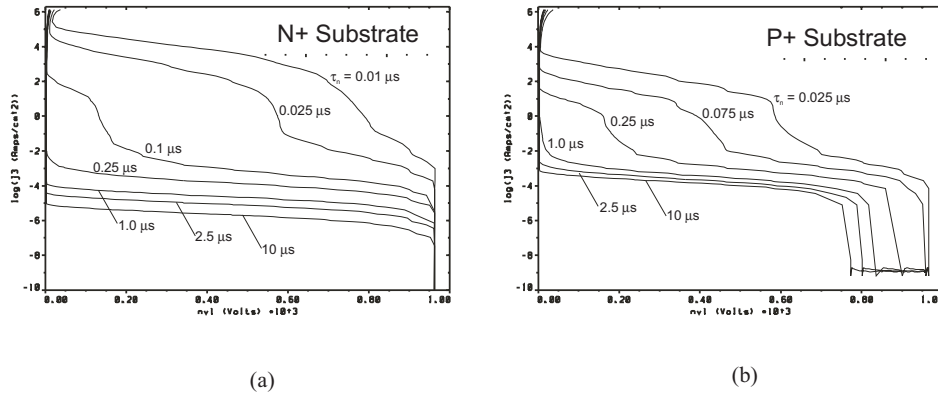 N+ Substrate
6
4
2
0
-2
-4
-6
-8
-10
log(J3 (Amps/cm^2))
τn = 0.01 µs
0.025 µs
0.1 µs
0.25 µs
1.0 µs
2.5 µs
10 µs
0.00 0.20 0.40 0.60 0.80 1.00
my1 (Volts) *10^3
(a)
P+ Substrate
6
4
2
0
-2
-4
-6
-8
-10
log(J3 (Amps/cm^2))
τn = 0.025 µs
0.075 µs
0.25 µs
1.0 µs
2.5 µs
10 µs
0.00 0.20 0.40 0.60 0.80 1.0
my1 (Volts) *10^3
(b)